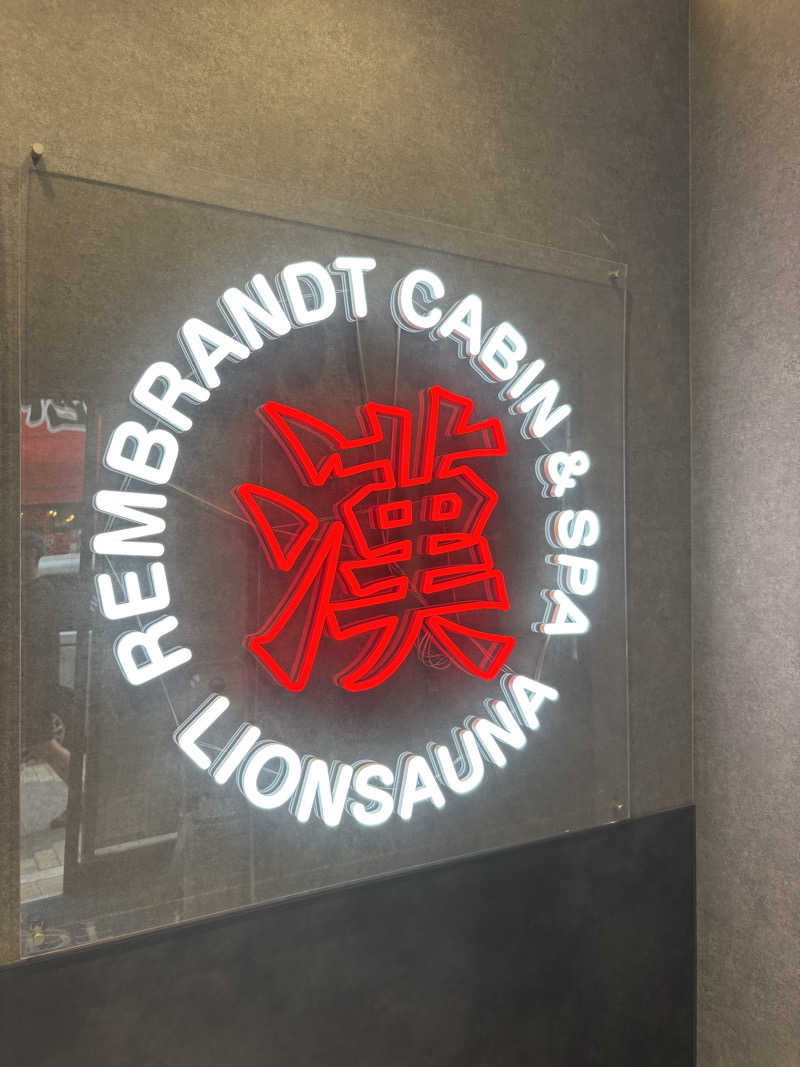 REMBRANDT CABIN & SPA
漢
LIONSAUNA